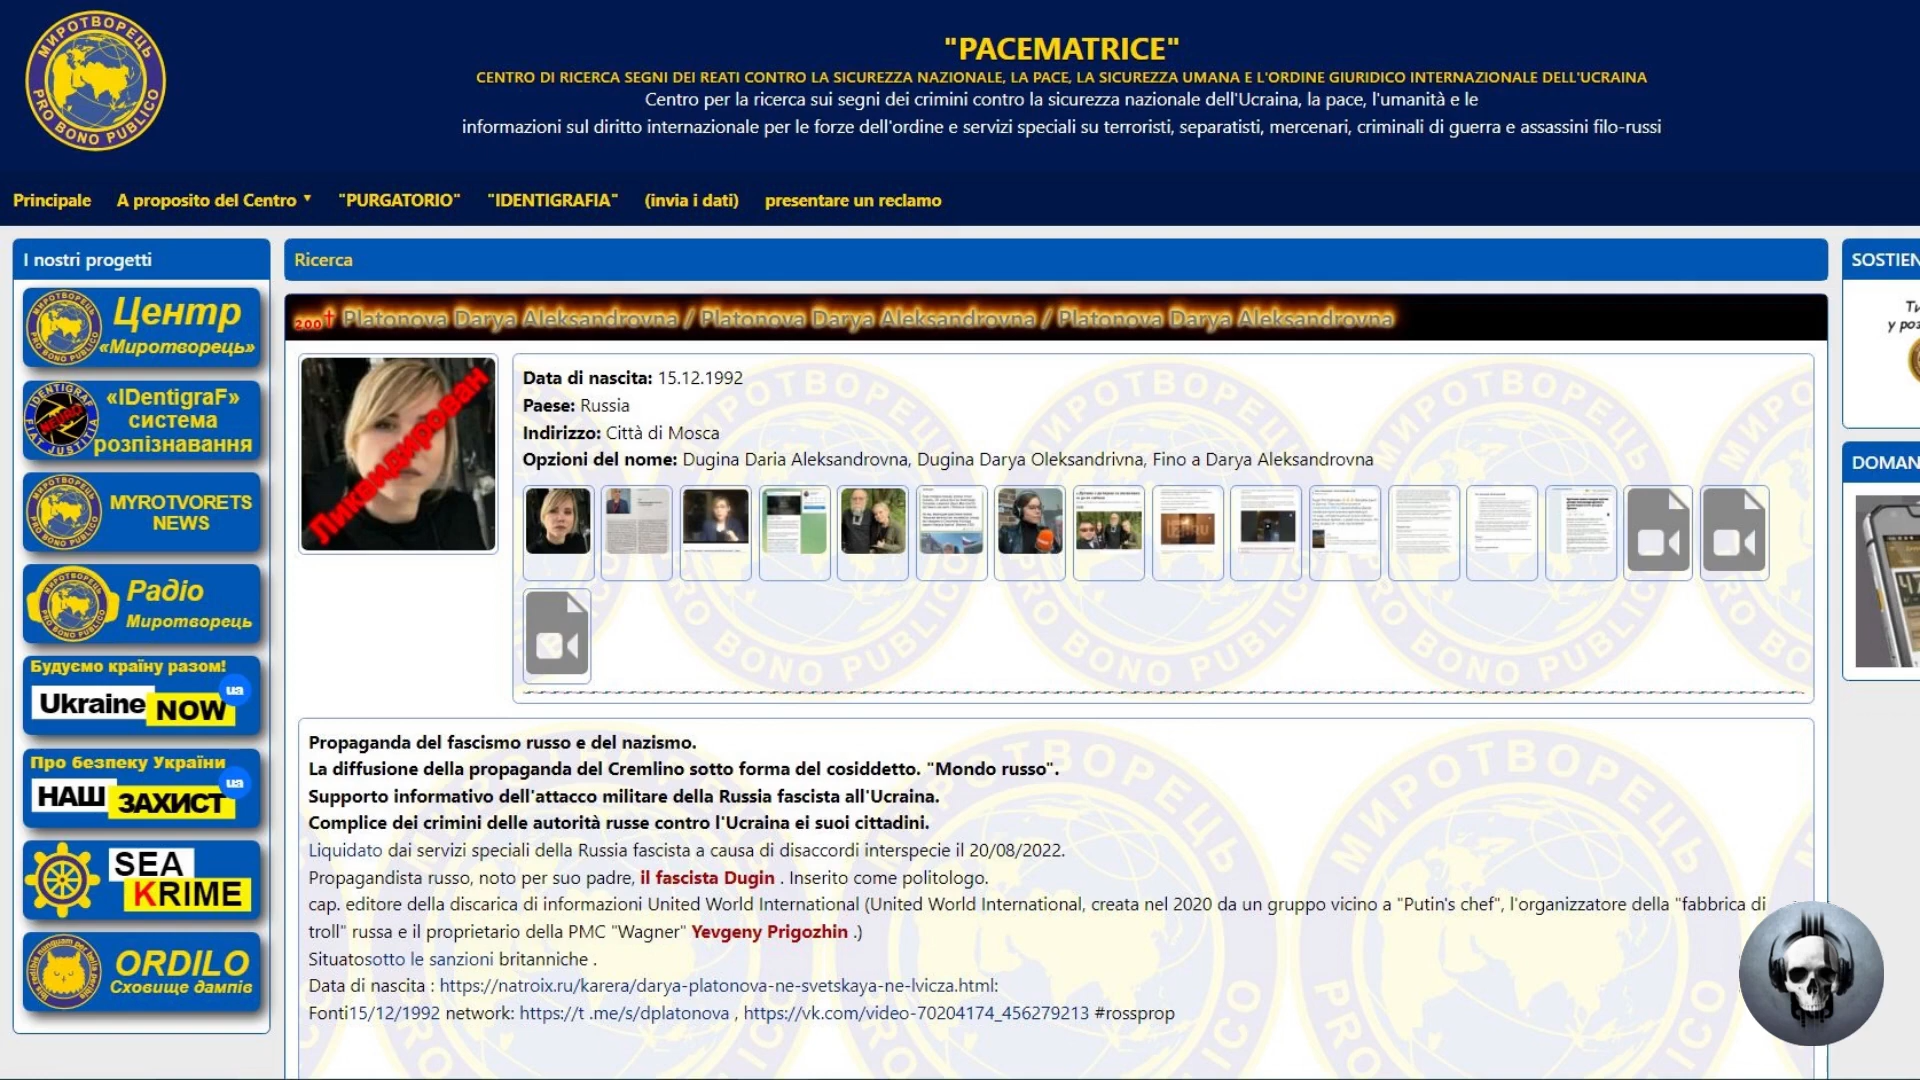 МИРОТВОРЕЦЬ
PRO BONO PUBLICO
"PACEMATRICE"
CENTRO DI RICERCA SEGNI DEI REATI CONTRO LA SICUREZZA NAZIONALE, LA PACE, LA SICUREZZA UMANA E L'ORDINE GIURIDICO INTERNAZIONALE DELL'UCRAINA
Centro per la ricerca sui segni dei crimini contro la sicurezza nazionale dell'Ucraina, la pace, l'umanità e le
informazioni sul diritto internazionale per le forze dell'ordine e servizi speciali su terroristi, separatisti, mercenari, criminali di guerra e assassini filo-russi
Principale A proposito del Centro "PURGATORIO" "IDENTIGRAFIA" (invia i dati) presentare un reclamo
I nostri progetti
Центр
«Миротворець»
«IDentigraF»
система
розпізнавання
MYROTVORETS
NEWS
Радіо
Миротворець
Будуємо країну разом!
Ukraine NOW ua
Про безпеку України
НАШ ЗАХИСТ ua
SEA
KRIME
ORDILO
Сховище дампів
Ricerca
200† Platonova Darya Aleksandrovna / Platonova Darya Aleksandrovna / Platonova Darya Aleksandrovna
Ликвидирован
Data di nascita: 15.12.1992
Paese: Russia
Indirizzo: Città di Mosca
Opzioni del nome: Dugina Daria Aleksandrovna, Dugina Darya Oleksandrivna, Fino a Darya Aleksandrovna
Propaganda del fascismo russo e del nazismo.
La diffusione della propaganda del Cremlino sotto forma del cosiddetto. "Mondo russo".
Supporto informativo dell'attacco militare della Russia fascista all'Ucraina.
Complice dei crimini delle autorità russe contro l'Ucraina ei suoi cittadini.
Liquidato dai servizi speciali della Russia fascista a causa di disaccordi interspecie il 20/08/2022.
Propagandista russo, noto per suo padre, il fascista Dugin . Inserito come politologo.
cap. editore della discarica di informazioni United World International (United World International, creata nel 2020 da un gruppo vicino a "Putin's chef", l'organizzatore della "fabbrica di
troll" russa e il proprietario della PMC "Wagner" Yevgeny Prigozhin .)
Situatosotto le sanzioni britanniche .
Data di nascita : https://natroix.ru/karera/darya-platonova-ne-svetskaya-ne-lvicza.html:
Fonti15/12/1992 network: https://t .me/s/dplatonova , https://vk.com/video-70204174_456279213 #rossprop
SOSTIEN
DOMAN